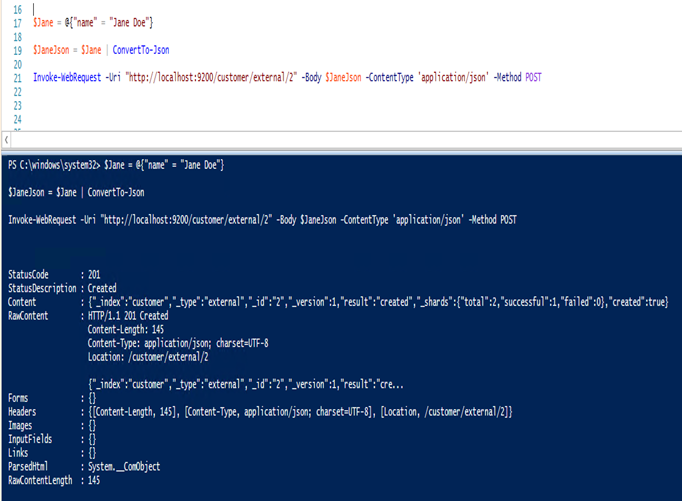 16
17 $Jane = @{"name" = "Jane Doe"}
18
19 $JaneJson = $Jane | ConvertTo-Json
20
21 Invoke-WebRequest -Uri "http://localhost:9200/customer/external/2" -Body $JaneJson -ContentType 'application/json' -Method POST
22
23
24
PS C:\windows\system32> $Jane = @{"name" = "Jane Doe"}
$JaneJson = $Jane | ConvertTo-Json
Invoke-WebRequest -Uri "http://localhost:9200/customer/external/2" -Body $JaneJson -ContentType 'application/json' -Method POST
StatusCode : 201
StatusDescription : Created
Content : {"_index":"customer","_type":"external","_id":"2","_version":1,"result":"created","_shards":{"total":2,"successful":1,"failed":0},"created":true}
RawContent : HTTP/1.1 201 Created
Content-Length: 145
Content-Type: application/json; charset=UTF-8
Location: /customer/external/2
{"_index":"customer","_type":"external","_id":"2","_version":1,"result":"cre...
Forms : {}
Headers : {[Content-Length, 145], [Content-Type, application/json; charset=UTF-8], [Location, /customer/external/2]}
Images : {}
InputFields : {}
Links : {}
ParsedHtml : System.__ComObject
RawContentLength : 145